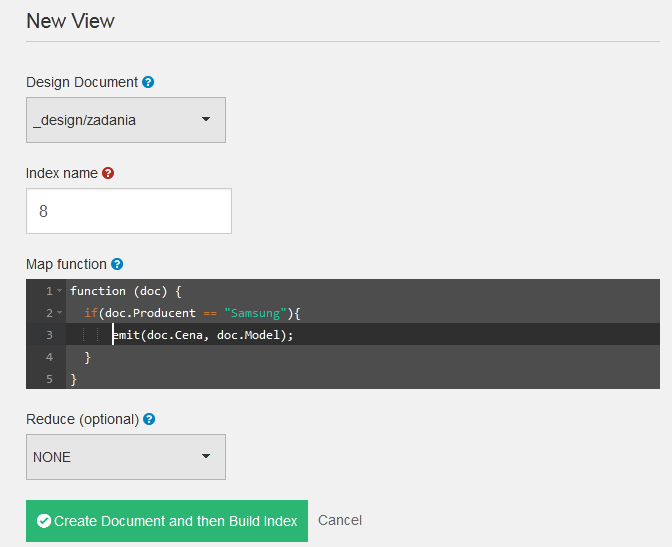 New View
Design Document ?
_design/zadania
Index name ?
8
Map function ?
1 function (doc) {
2 if(doc.Producent == "Samsung"){
3 emit(doc.Cena, doc.Model);
4 }
5 }
Reduce (optional) ?
NONE
Create Document and then Build Index Cancel